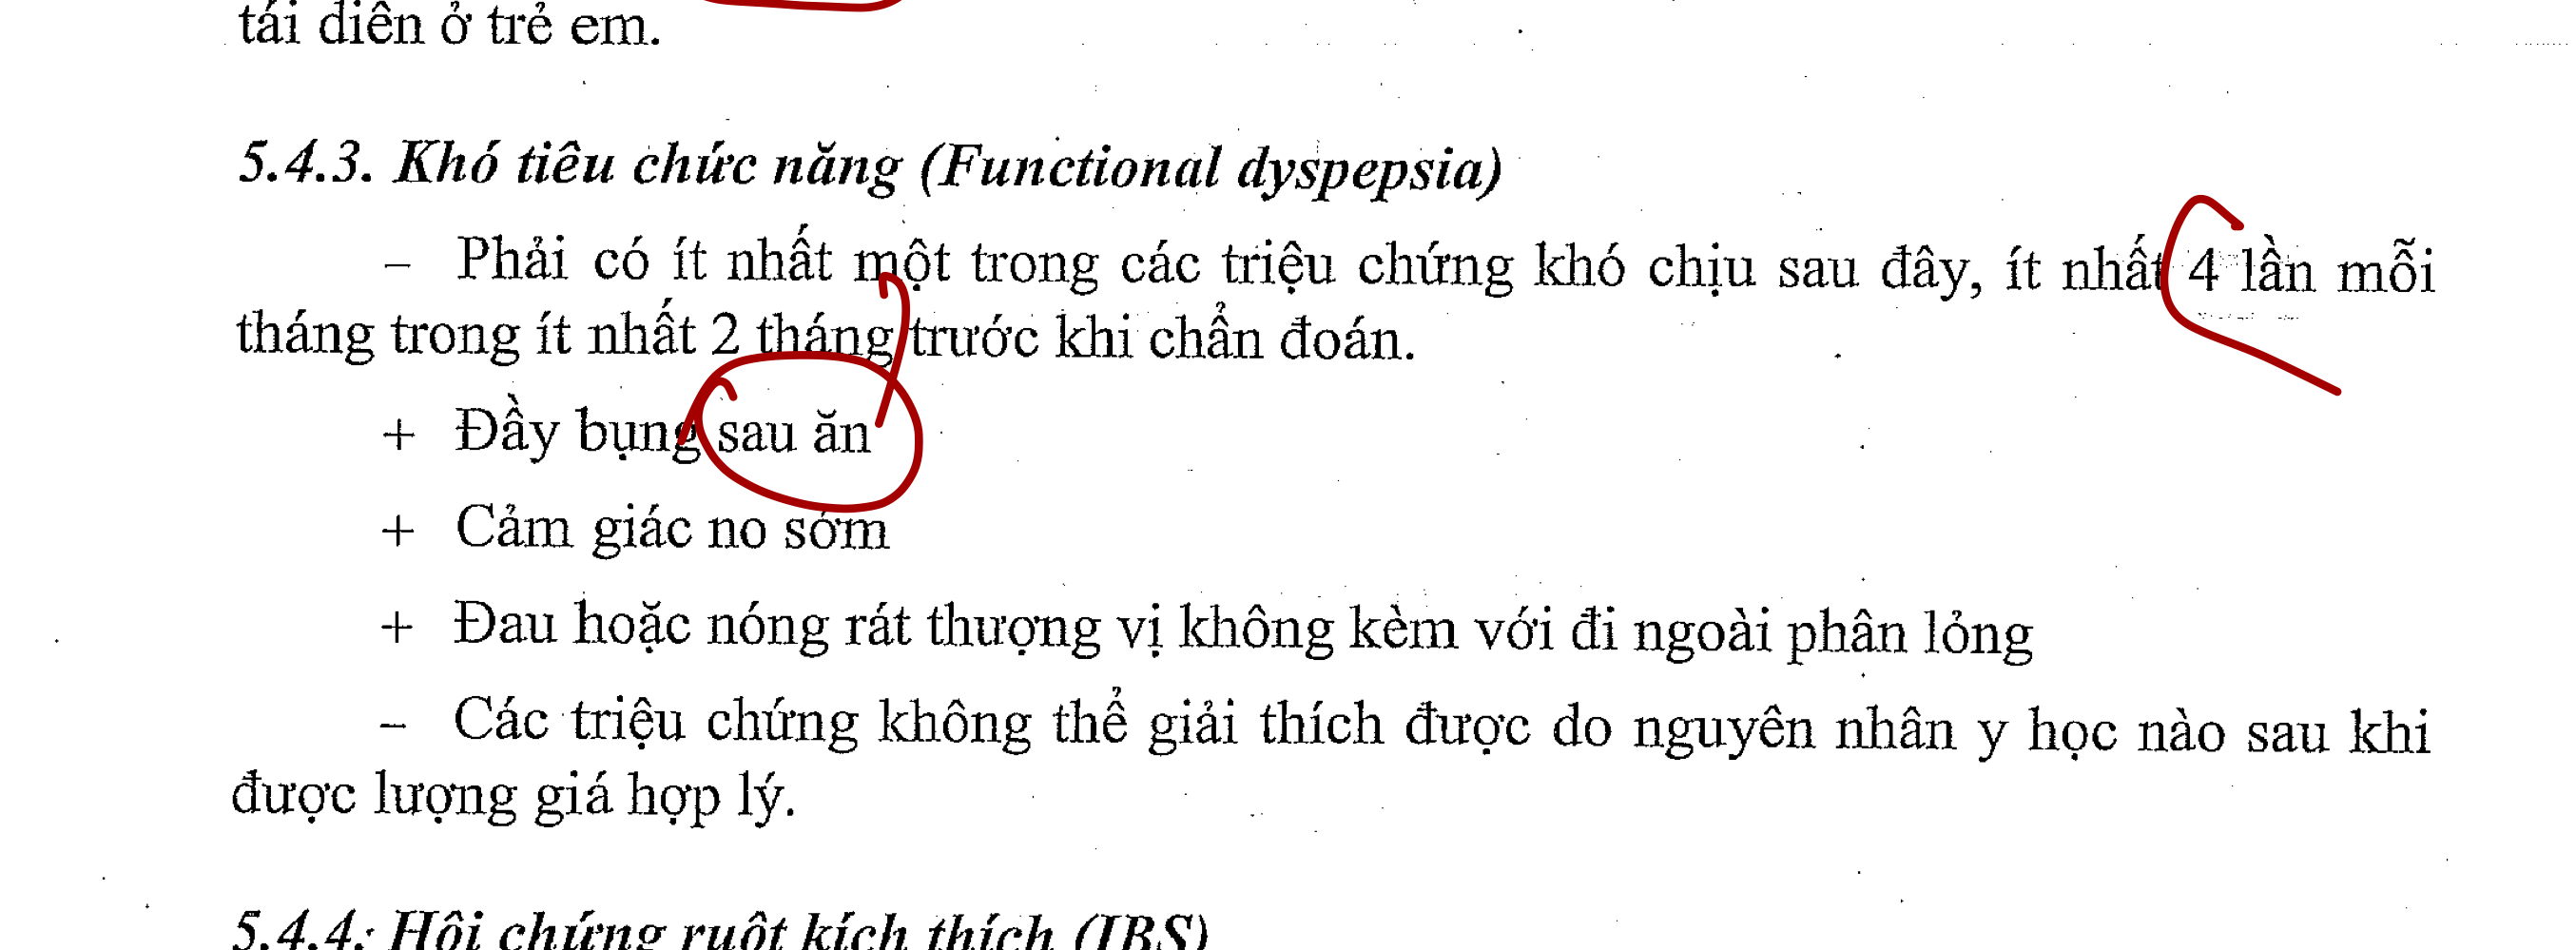 tái diễn ở trẻ em.
5.4.3. Khó tiêu chức năng (Functional dyspepsia)
– Phải có ít nhất một trong các triệu chứng khó chịu sau đây, ít nhất 4 lần mỗi
tháng trong ít nhất 2 tháng trước khi chẩn đoán.
+ Đầy bụng sau ăn
+ Cảm giác no sớm
+ Đau hoặc nóng rát thượng vị không kèm với đi ngoài phân lỏng
– Các triệu chứng không thể giải thích được do nguyên nhân y học nào sau khi
được lượng giá hợp lý.
5.4.4. Hội chứng ruột kích thích (IBS)